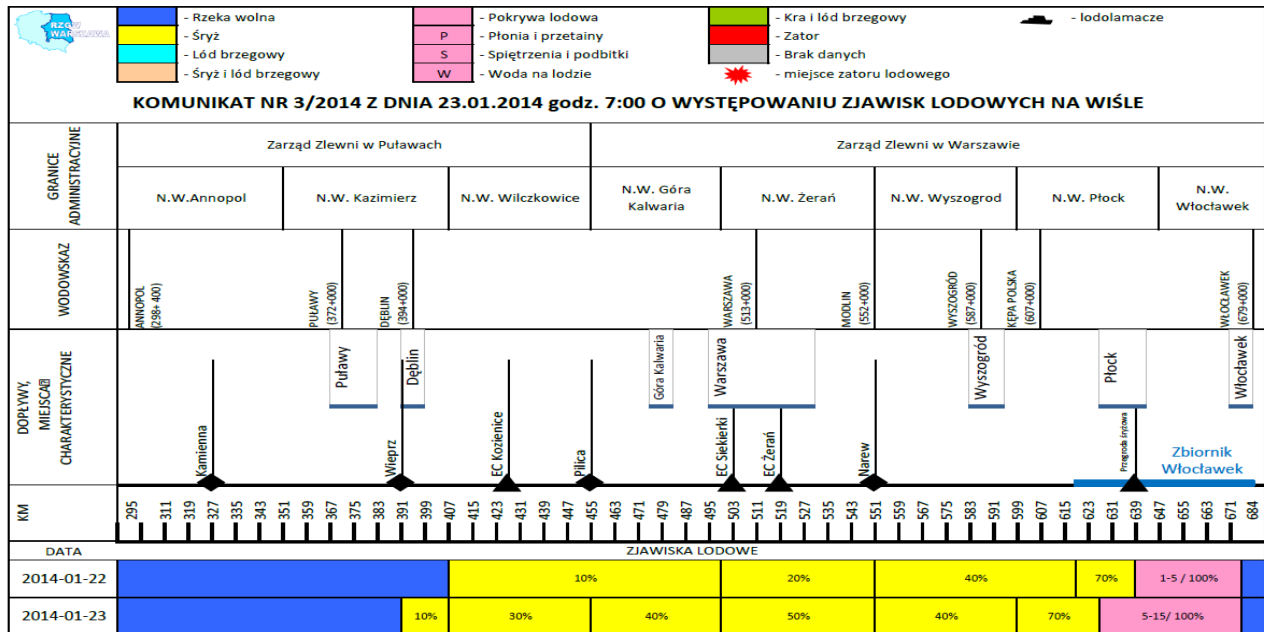 RZGW
WARSZAWA
- Rzeka wolna
- Śryż
- Lód brzegowy
- Śryż i lód brzegowy
- Pokrywa lodowa
P - Płonia i przetainy
S - Spiętrzenia i podbitki
W - Woda na lodzie
- Kra i lód brzegowy
- Zator
- Brak danych
- miejsce zatoru lodowego
- lodolamacze
KOMUNIKAT NR 3/2014 Z DNIA 23.01.2014 godz. 7:00 O WYSTĘPOWANIU ZJAWISK LODOWYCH NA WIŚLE
GRANICE
ADMINISTRACYJNE
Zarząd Zlewni w Puławach
Zarząd Zlewni w Warszawie
N.W.Annopol
N.W. Kazimierz
N.W. Wilczkowice
N.W. Góra
Kalwaria
N.W. Żerań
N.W. Wyszogrod
N.W. Płock
N.W.
Włocławek
WODOWSKAZ
ANNOPOL
(298+ 400)
PUŁAWY
(372+000)
DĘBLIN
(394+000)
WARSZAWA
(513+000)
MODLIN
(552+000)
WYSZOGRÓD
(587+000)
KĘPA POLSKA
(607+000)
WŁOCŁAWEK
(679+000)
DOPŁYWY,
MIEJSCA
CHARAKTERYSTYCZNE
Puławy
Dęblin
Góra Kalwaria
Warszawa
Wyszogród
Płock
Włocławek
Kamienna
Wieprz
EC Kozienice
Pilica
EC Siekierki
EC Żerań
Narew
Przegroda śryżowa
Zbiornik
Włocławek
KM
295 311 319 327 335 343 351 359 367 375 383 391 399 407 415 423 431 439 447 455 463 471 479 487 495 503 511 519 527 535 543 551 559 567 575 583 591 599 607 615 623 631 639 647 655 663 671 684
DATA
ZJAWISKA LODOWE
2014-01-22 10% 20% 40% 70% 1-5 / 100%
2014-01-23 10% 30% 40% 50% 40% 70% 5-15/ 100%